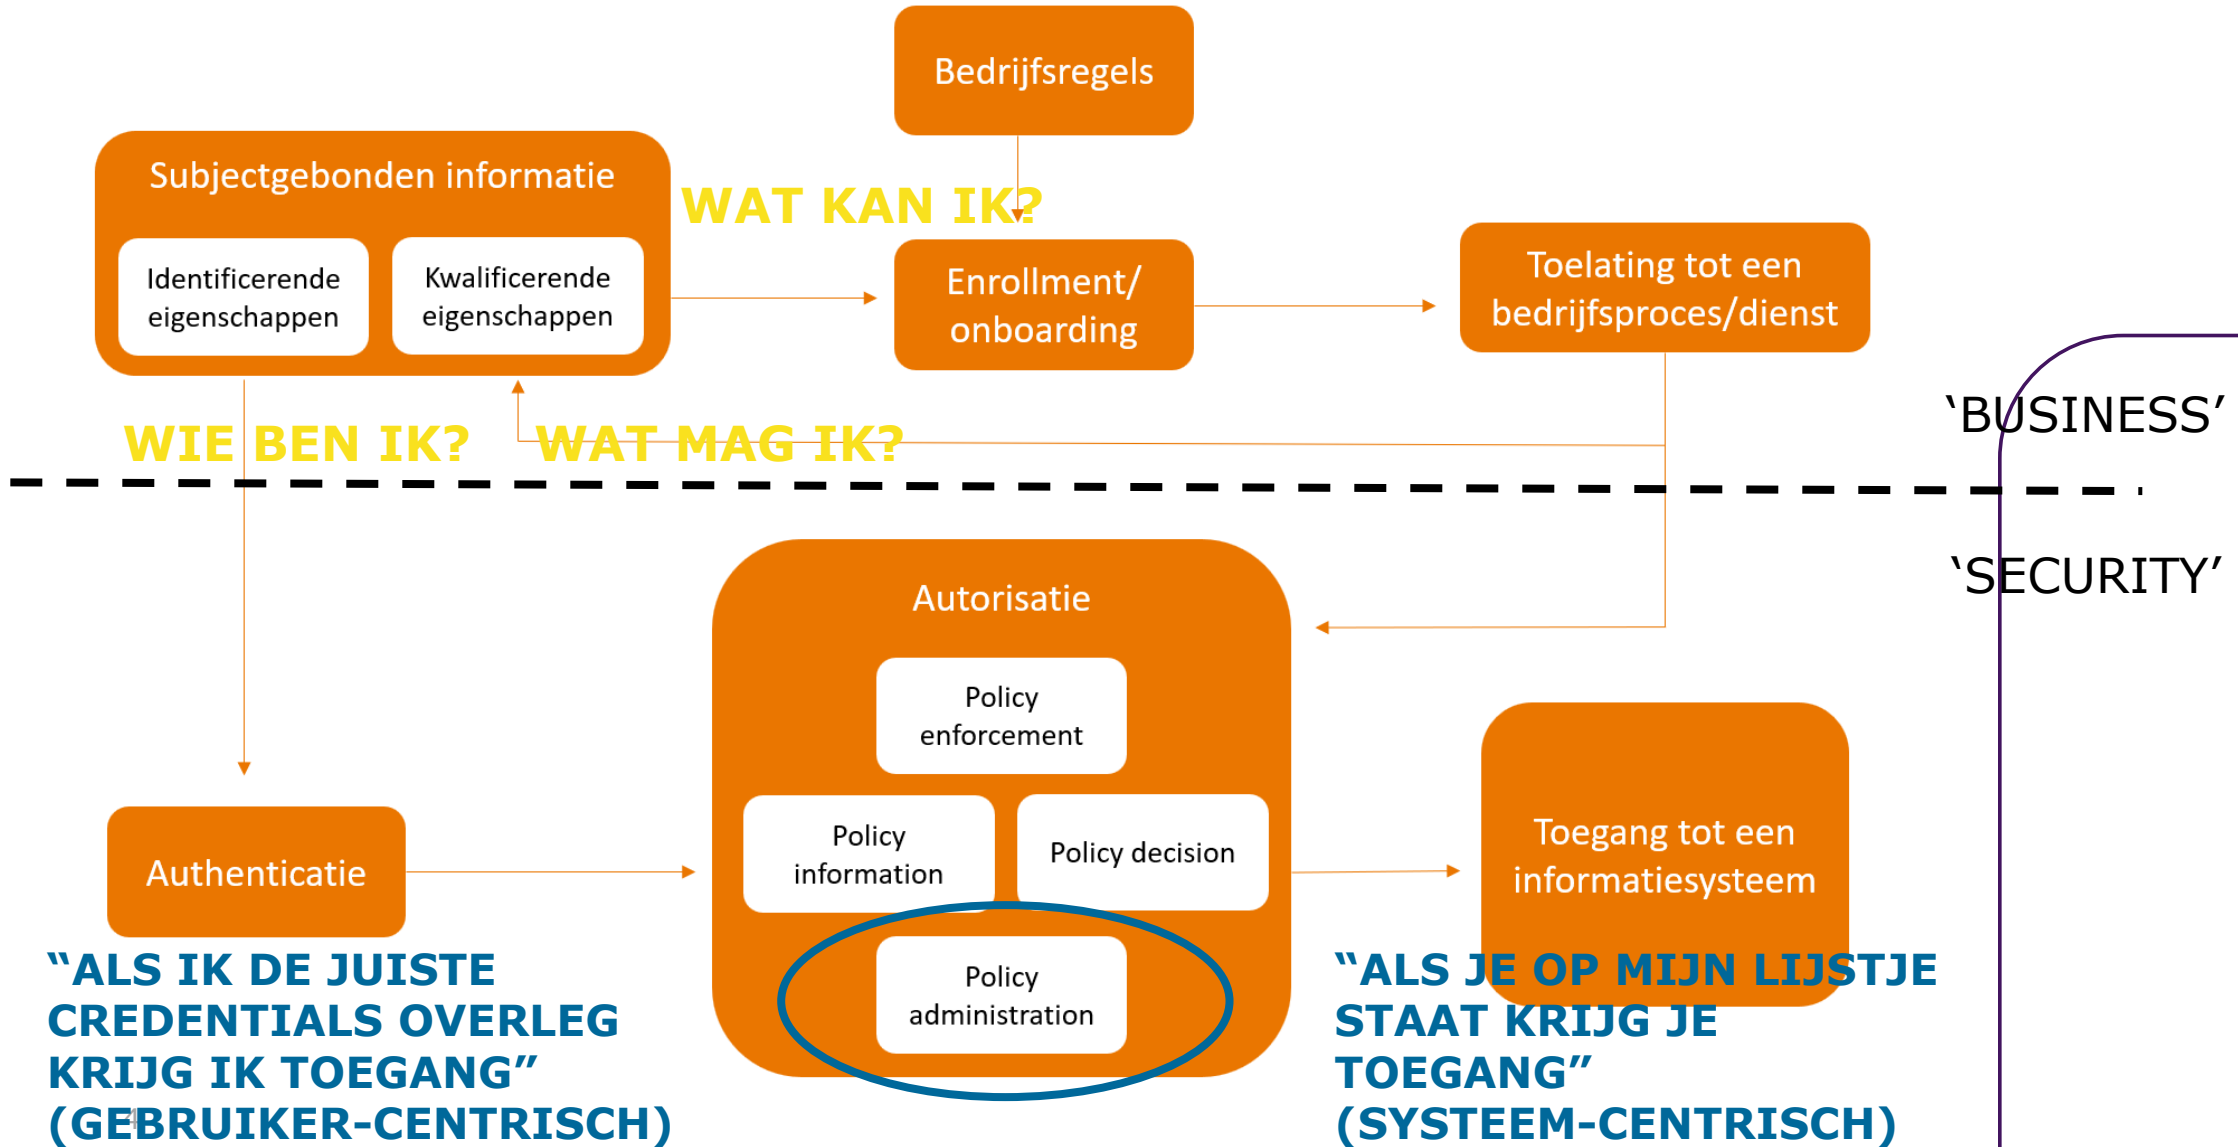 Bedrijfsregels
Subjectgebonden informatie
WAT KAN IK?
Identificerende
eigenschappen
Kwalificerende
eigenschappen
Enrollment/
onboarding
Toelating tot een
bedrijfsproces/dienst
‘BUSINESS’
WIE BEN IK?
WAT MAG IK?
‘SECURITY’
Autorisatie
Policy
enforcement
Policy
information
Policy decision
Policy
administration
Authenticatie
Toegang tot een
informatiesysteem
“ALS IK DE JUISTE
CREDENTIALS OVERLEG
KRIJG IK TOEGANG”
(GEBRUIKER-CENTRISCH)
“ALS JE OP MIJN LIJSTJE
STAAT KRIJG JE
TOEGANG”
(SYSTEEM-CENTRISCH)
4